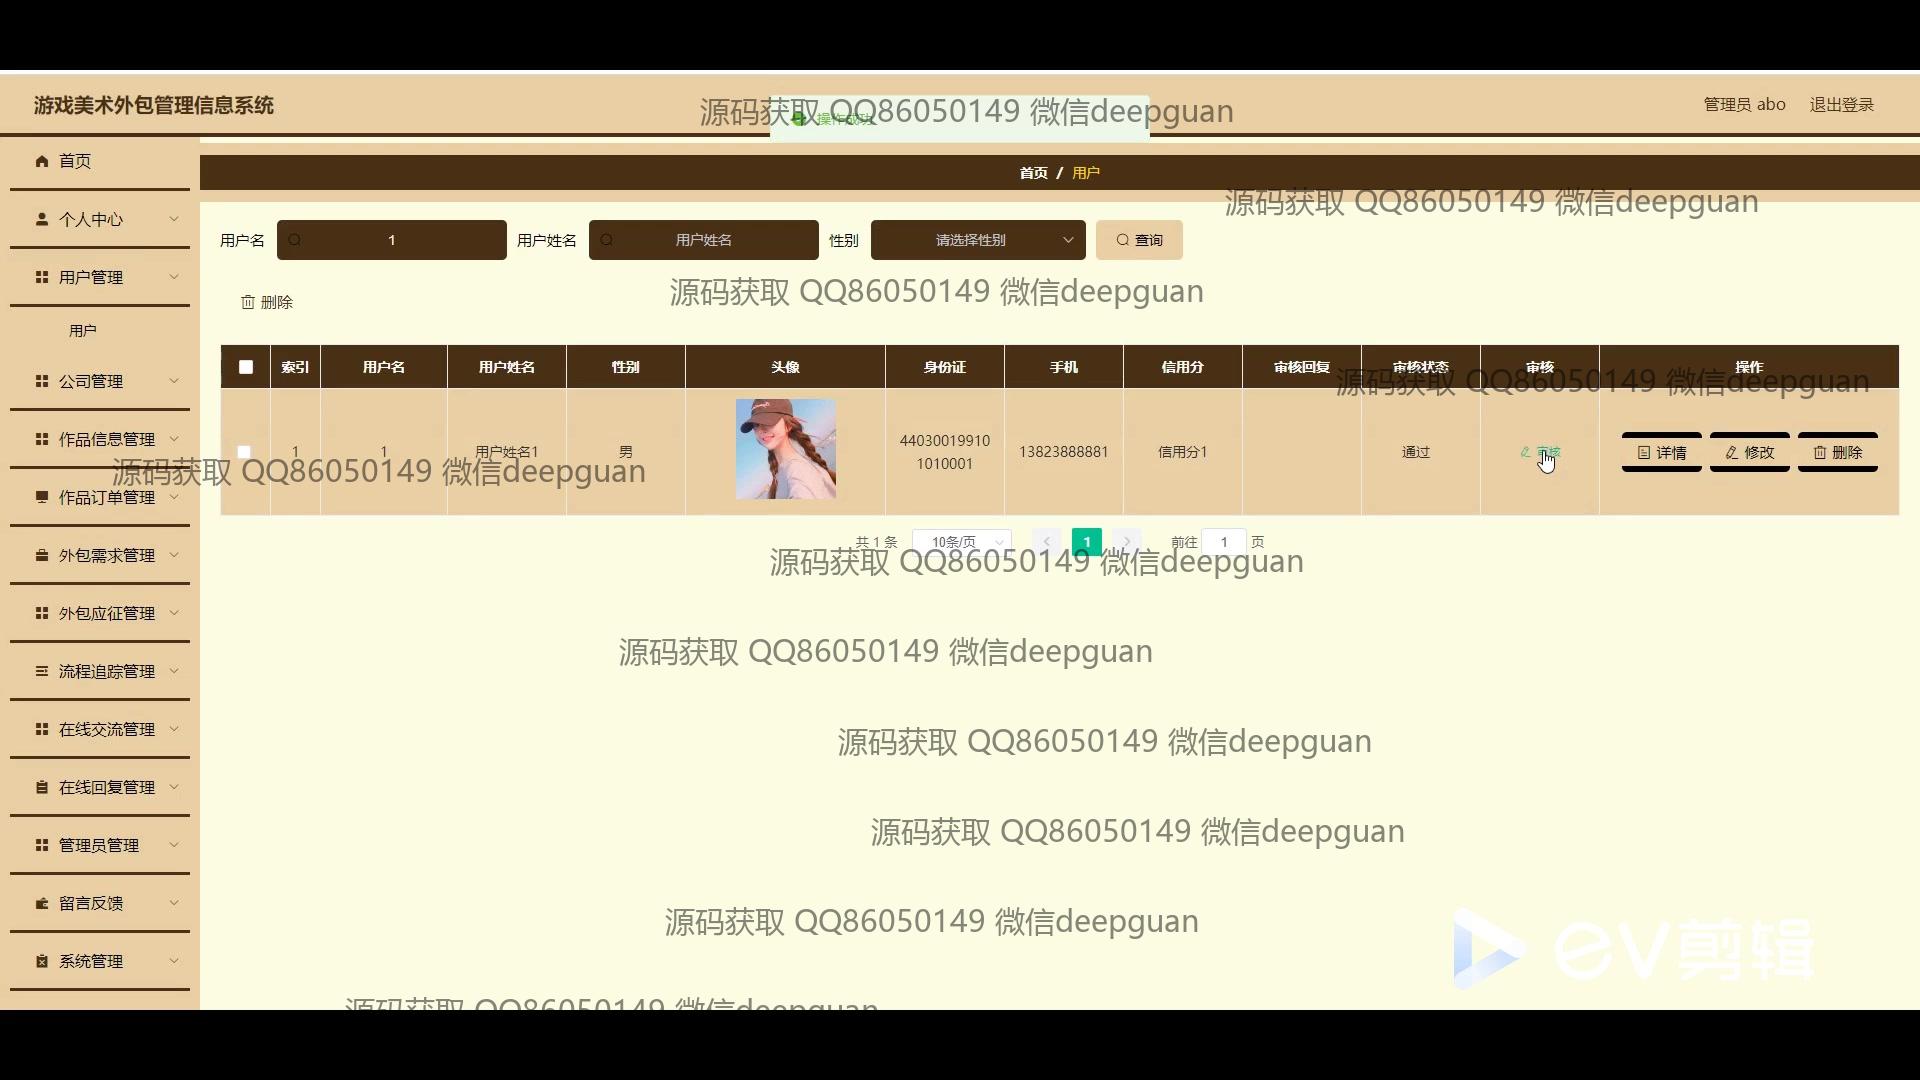 游戏美术外包管理信息系统
管理员 abo
退出登录
源码获取 QQ86050149 微信deepguan
操作成功
首页 / 用户
源码获取 QQ86050149 微信deepguan
首页
个人中心
用户管理
用户
公司管理
作品信息管理
作品订单管理
外包需求管理
外包应征管理
流程追踪管理
在线交流管理
在线回复管理
管理员管理
留言反馈
系统管理
用户名 1 用户姓名 用户姓名 性别 请选择性别 查询
源码获取 QQ86050149 微信deepguan
删除
索引 用户名 用户姓名 性别 头像 身份证 手机 信用分 审核回复 审核状态 审核 操作
源码获取 QQ86050149 微信deepguan
1 1 用户姓名1 男 44030019910 13823888881 信用分1 通过 审核 详情 修改 删除
1010001
源码获取 QQ86050149 微信deepguan
共 1 条 10条/页 1 前往 1 页
源码获取 QQ86050149 微信deepguan
源码获取 QQ86050149 微信deepguan
源码获取 QQ86050149 微信deepguan
源码获取 QQ86050149 微信deepguan
源码获取 QQ86050149 微信deepguan
EV剪辑
源码获取 QQ86050149 微信deepguan